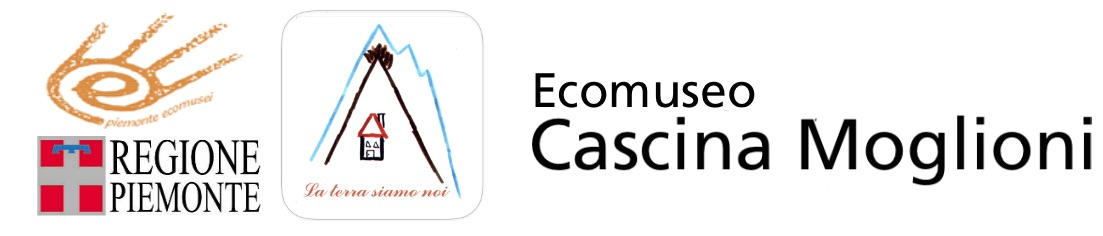 piemonte ecomusei
REGIONE
PIEMONTE
La terra siamo noi
Ecomuseo
Cascina Moglioni